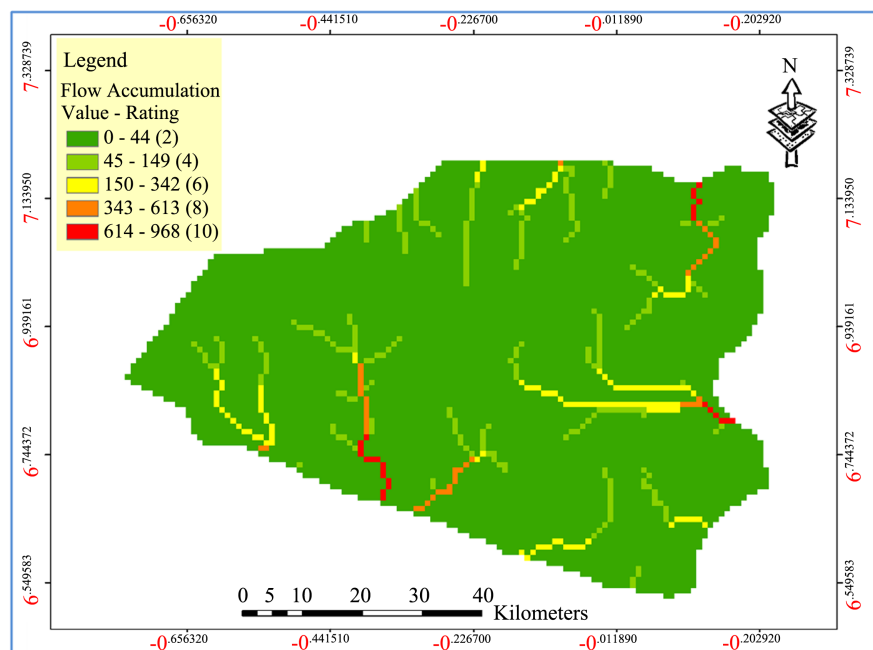 -0.656320 -0.441510 -0.226700 -0.011890 -0.202920
7.328739 7.328739
Legend
Flow Accumulation
Value - Rating
0 - 44 (2)
45 - 149 (4)
150 - 342 (6)
343 - 613 (8)
614 - 968 (10)
N
7.133950 7.133950
6.939161 6.939161
6.744372 6.744372
6.549583 6.549583
0 5 10 20 30 40
Kilometers
-0.656320 -0.441510 -0.226700 -0.011890 -0.202920